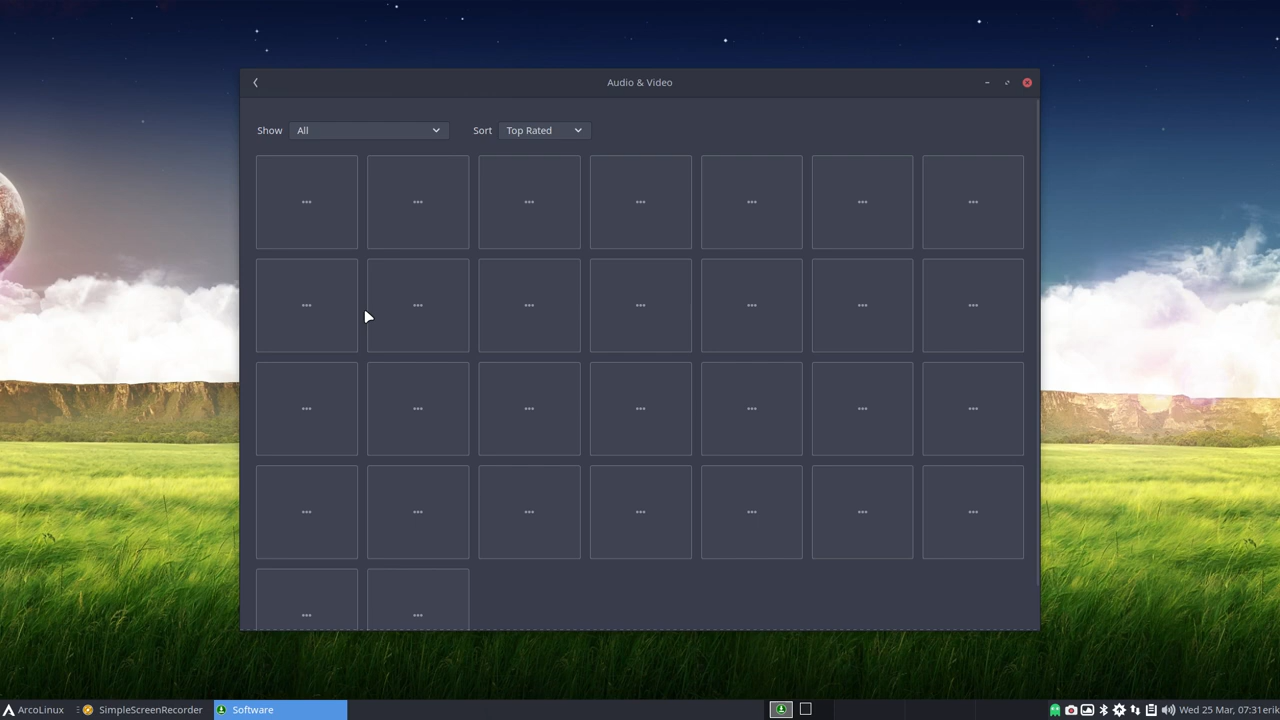 Audio & Video
Show All Sort Top Rated
ArcoLinux SimpleScreenRecorder Software Wed 25 Mar, 07:31 erik